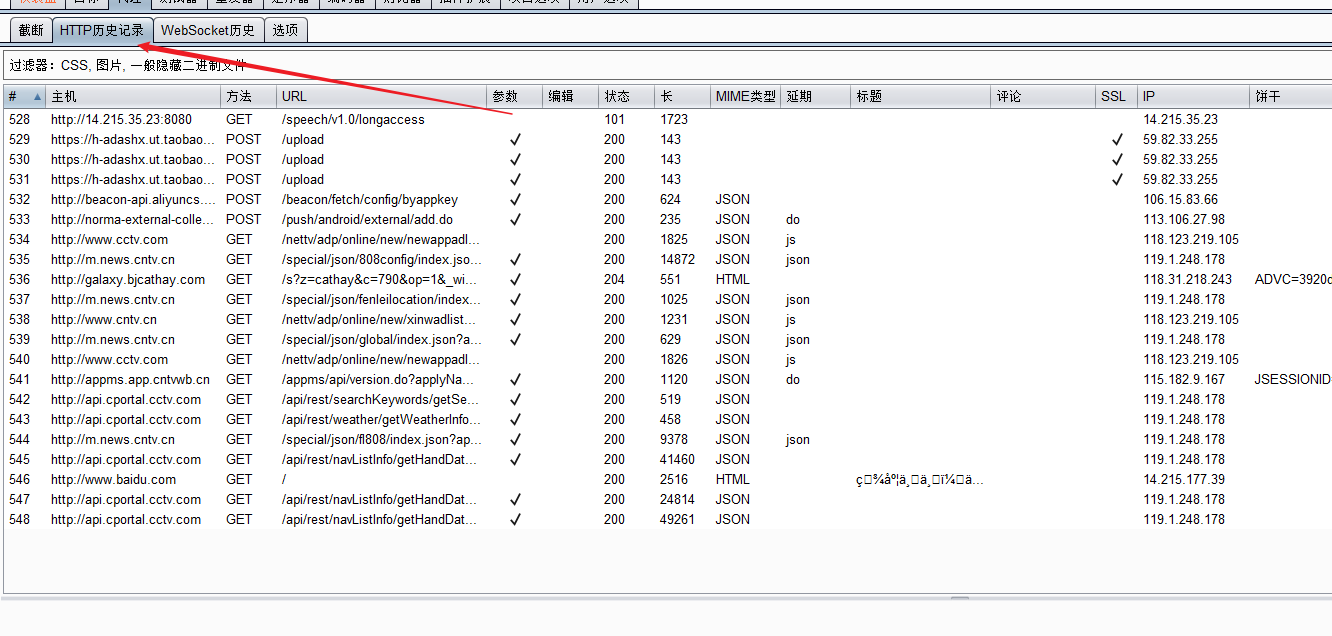 截断 HTTP历史记录 WebSocket历史 选项
过滤器：CSS, 图片, 一般隐藏二进制文件
# 主机 方法 URL 参数 编辑 状态 长 MIME类型 延期 标题 评论 SSL IP 饼干
528 http://14.215.35.23:8080 GET /speech/v1.0/longaccess 101 1723 14.215.35.23
529 https://h-adashx.ut.taobao... POST /upload ✓ 200 143 ✓ 59.82.33.255
530 https://h-adashx.ut.taobao... POST /upload ✓ 200 143 ✓ 59.82.33.255
531 https://h-adashx.ut.taobao... POST /upload ✓ 200 143 ✓ 59.82.33.255
532 http://beacon-api.aliyuncs.... POST /beacon/fetch/config/byappkey ✓ 200 624 JSON 106.15.83.66
533 http://norma-external-colle... POST /push/android/external/add.do ✓ 200 235 JSON do 113.106.27.98
534 http://www.cctv.com GET /nettv/adp/online/new/newappadl... 200 1825 JSON js 118.123.219.105
535 http://m.news.cntv.cn GET /special/json/808config/index.jso... ✓ 200 14872 JSON json 119.1.248.178
536 http://galaxy.bjcathay.com GET /s?z=cathay&c=790&op=1&_wi... ✓ 204 551 HTML 118.31.218.243 ADVC=3920
537 http://m.news.cntv.cn GET /special/json/fenleilocation/index... ✓ 200 1025 JSON json 119.1.248.178
538 http://www.cntv.cn GET /nettv/adp/online/new/xinwadlist... ✓ 200 1231 JSON js 118.123.219.105
539 http://m.news.cntv.cn GET /special/json/global/index.json?a... ✓ 200 629 JSON json 119.1.248.178
540 http://www.cctv.com GET /nettv/adp/online/new/newappadl... 200 1826 JSON js 118.123.219.105
541 http://appms.app.cntvwb.cn GET /appms/api/version.do?applyNa... ✓ 200 1120 JSON do 115.182.9.167 JSESSIONID
542 http://api.cportal.cctv.com GET /api/rest/searchKeywords/getSe... ✓ 200 519 JSON 119.1.248.178
543 http://api.cportal.cctv.com GET /api/rest/weather/getWeatherInfo... ✓ 200 458 JSON 119.1.248.178
544 http://m.news.cntv.cn GET /special/json/fl808/index.json?ap... ✓ 200 9378 JSON json 119.1.248.178
545 http://api.cportal.cctv.com GET /api/rest/navListInfo/getHandDat... ✓ 200 41460 JSON 119.1.248.178
546 http://www.baidu.com GET / 200 2516 HTML 14.215.177.39
547 http://api.cportal.cctv.com GET /api/rest/navListInfo/getHandDat... ✓ 200 24814 JSON 119.1.248.178
548 http://api.cportal.cctv.com GET /api/rest/navListInfo/getHandDat... ✓ 200 49261 JSON 119.1.248.178